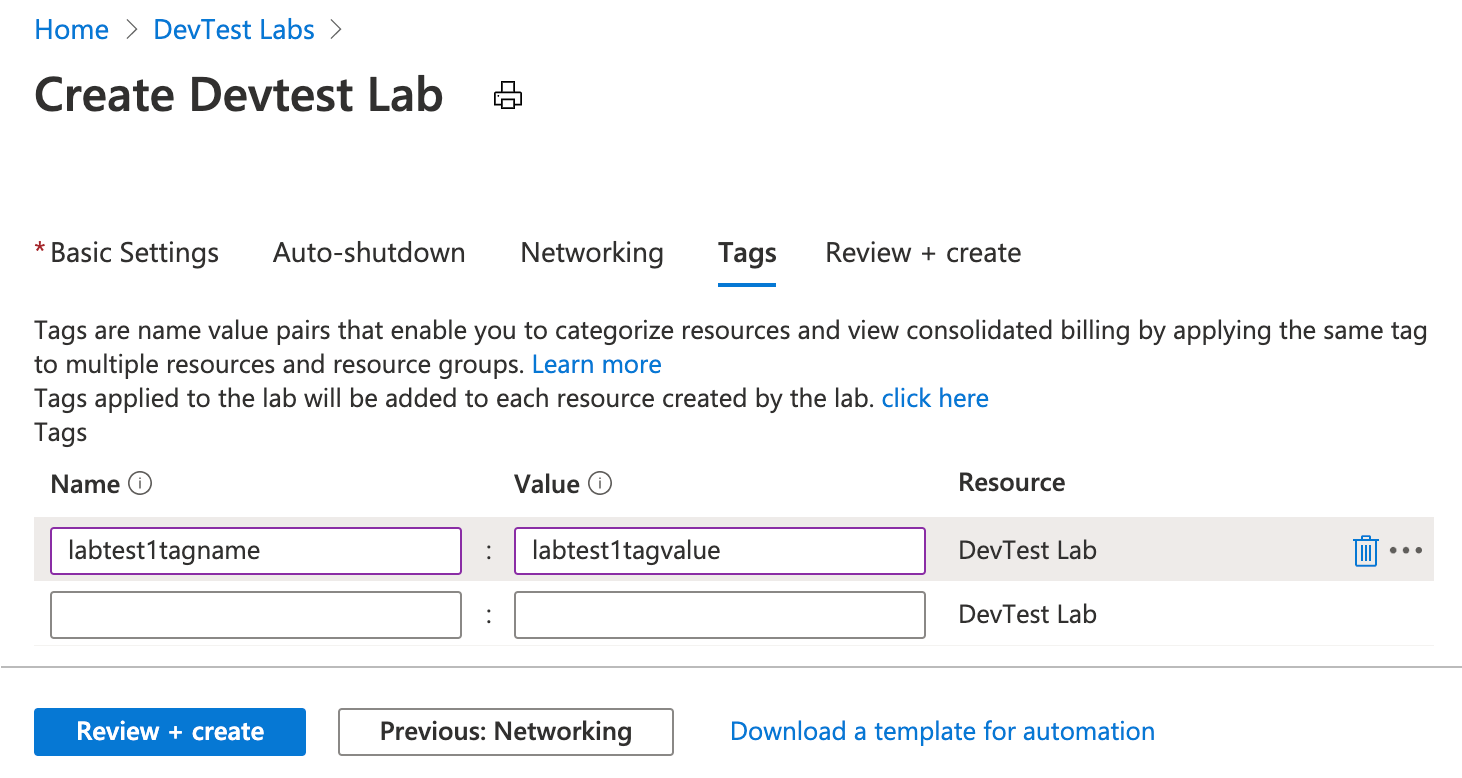 Home > DevTest Labs >
Create Devtest Lab
* Basic Settings Auto-shutdown Networking Tags Review + create
Tags are name value pairs that enable you to categorize resources and view consolidated billing by applying the same tag
to multiple resources and resource groups. Learn more
Tags applied to the lab will be added to each resource created by the lab. click here
Tags
Name Value Resource
labtest1tagname : labtest1tagvalue DevTest Lab
: DevTest Lab
Review + create Previous: Networking Download a template for automation